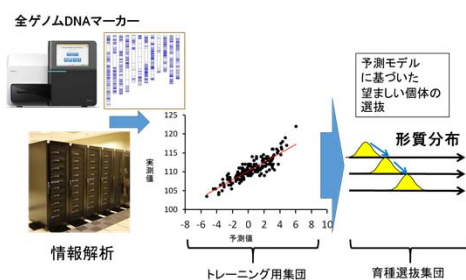 全ゲノムDNAマーカー
予測モデル
に基づいた
望ましい個体の
選抜
125
120
115
110
105
100
実測値
-8 -6 -4 -2 0 2 4 6 8 10
予測値
形質分布
情報解析
トレーニング用集団
育種選抜集団